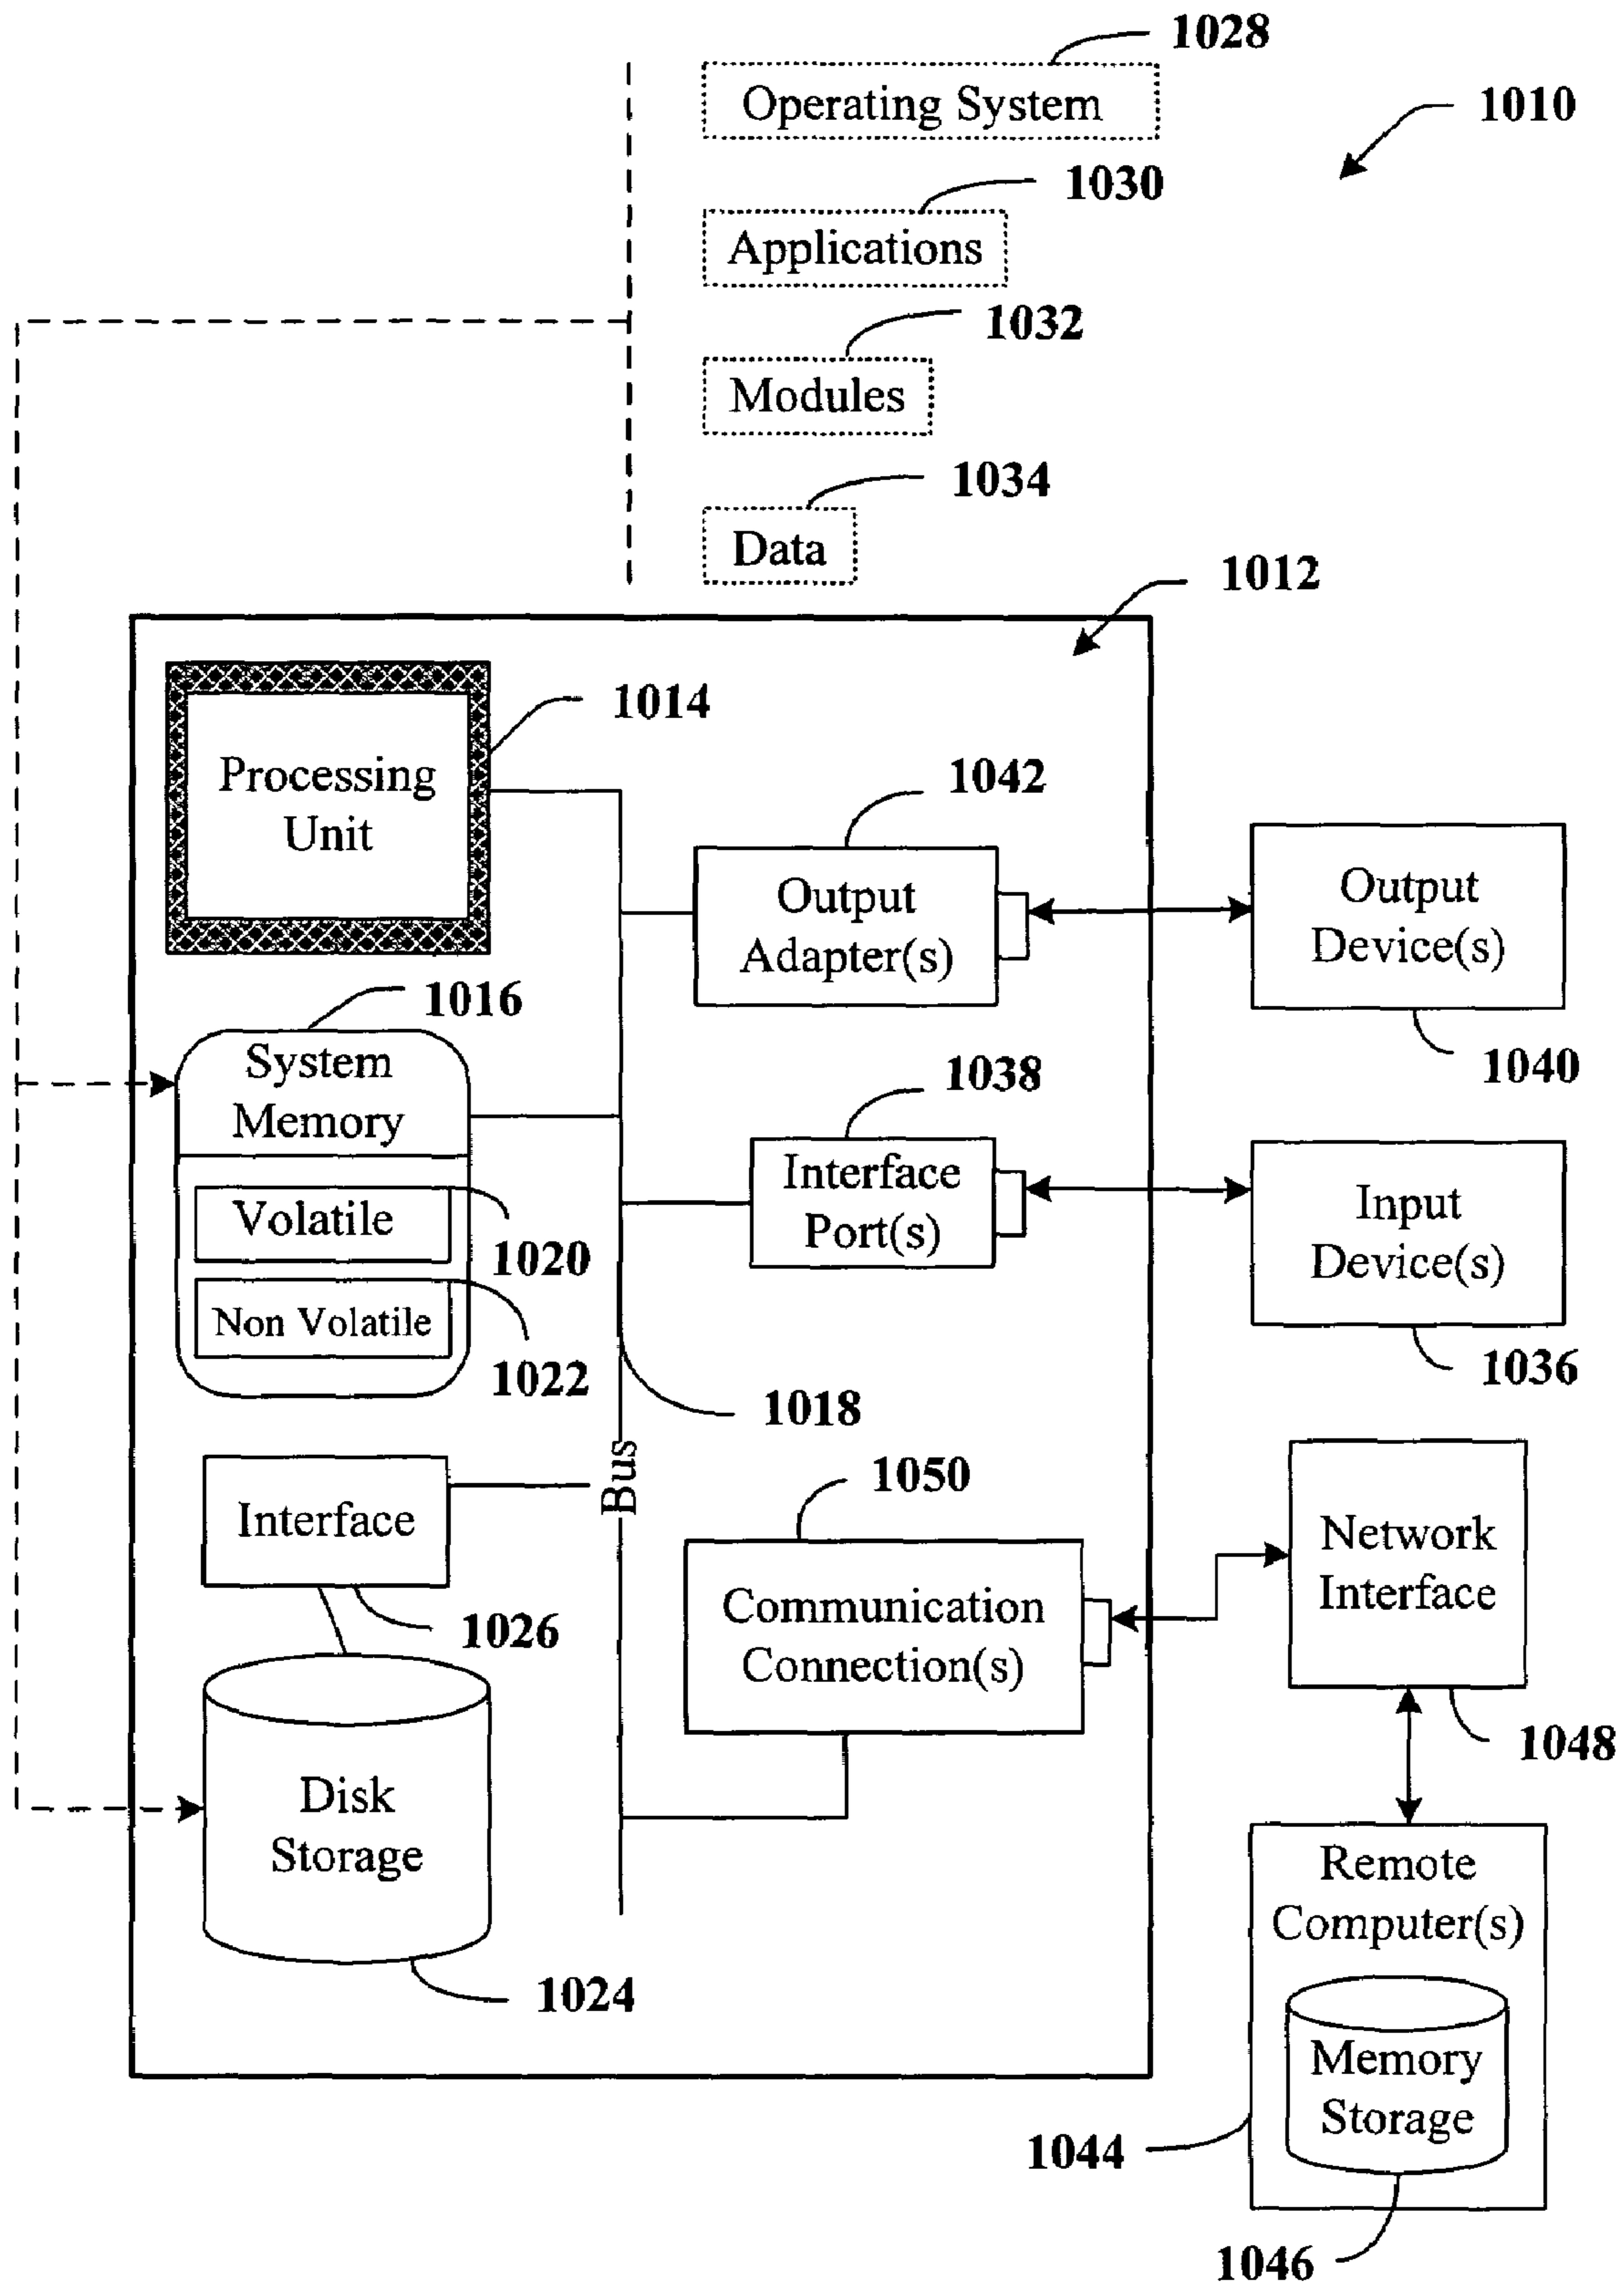 1028
Operating System
1010
1030
Applications
1032
Modules
1034
Data
1012
1014
Processing
Unit
1042
Output
Adapter(s)
Output
Device(s)
1040
1016
System
Memory
1038
Interface
Port(s)
Input
Device(s)
1036
Volatile
1020
Non Volatile
1022
1018
Bus
Interface
1026
1050
Communication
Connection(s)
Network
Interface
1048
Disk
Storage
1024
Remote
Computer(s)
Memory
Storage
1044
1046